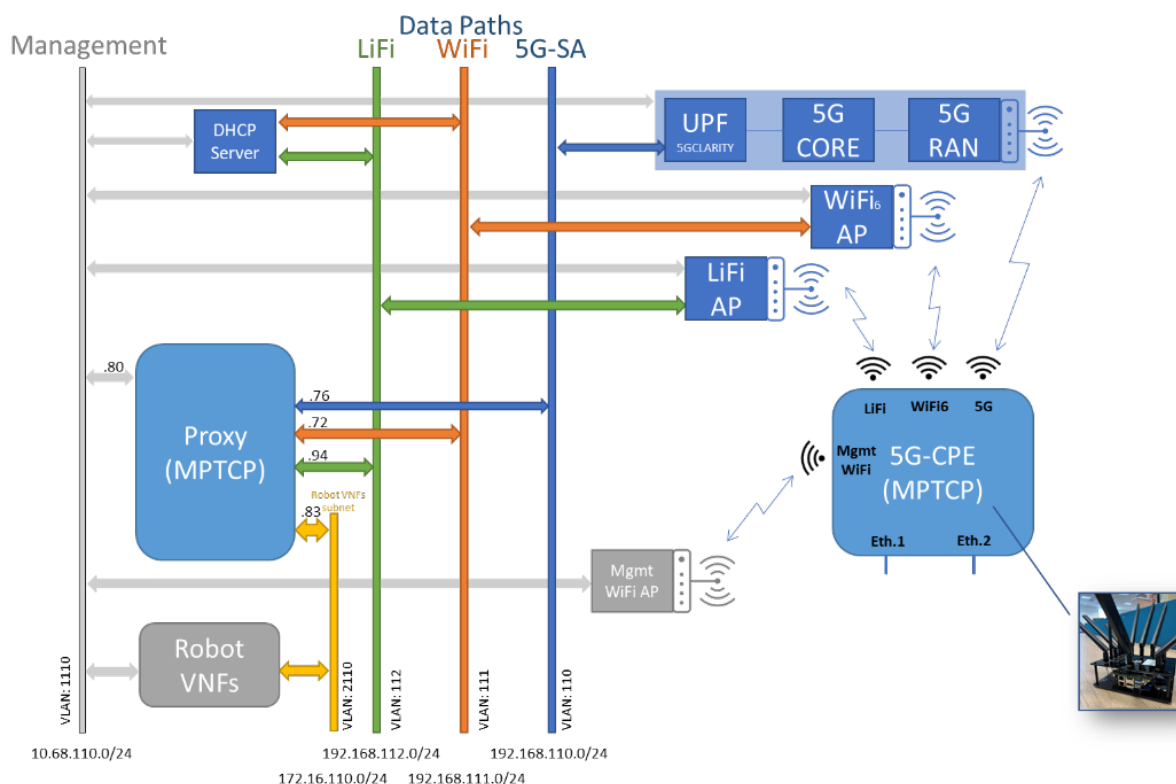 Data Paths
Management
LiFi
WiFi
5G-SA
DHCP
Server
UPF
5GCLARITY
5G
CORE
5G
RAN
WiFi6
AP
LiFi
AP
.80
Proxy
(MPTCP)
.76
.72
.94
.83
Robot VNFs
subnet
LiFi
WiFi6
5G
Mgmt
WiFi
5G-CPE
(MPTCP)
Eth.1
Eth.2
Mgmt
WiFi AP
Robot
VNFs
VLAN: 1110
VLAN: 2110
VLAN: 112
VLAN: 111
VLAN: 110
10.68.110.0/24
192.168.112.0/24
192.168.110.0/24
172.16.110.0/24
192.168.111.0/24